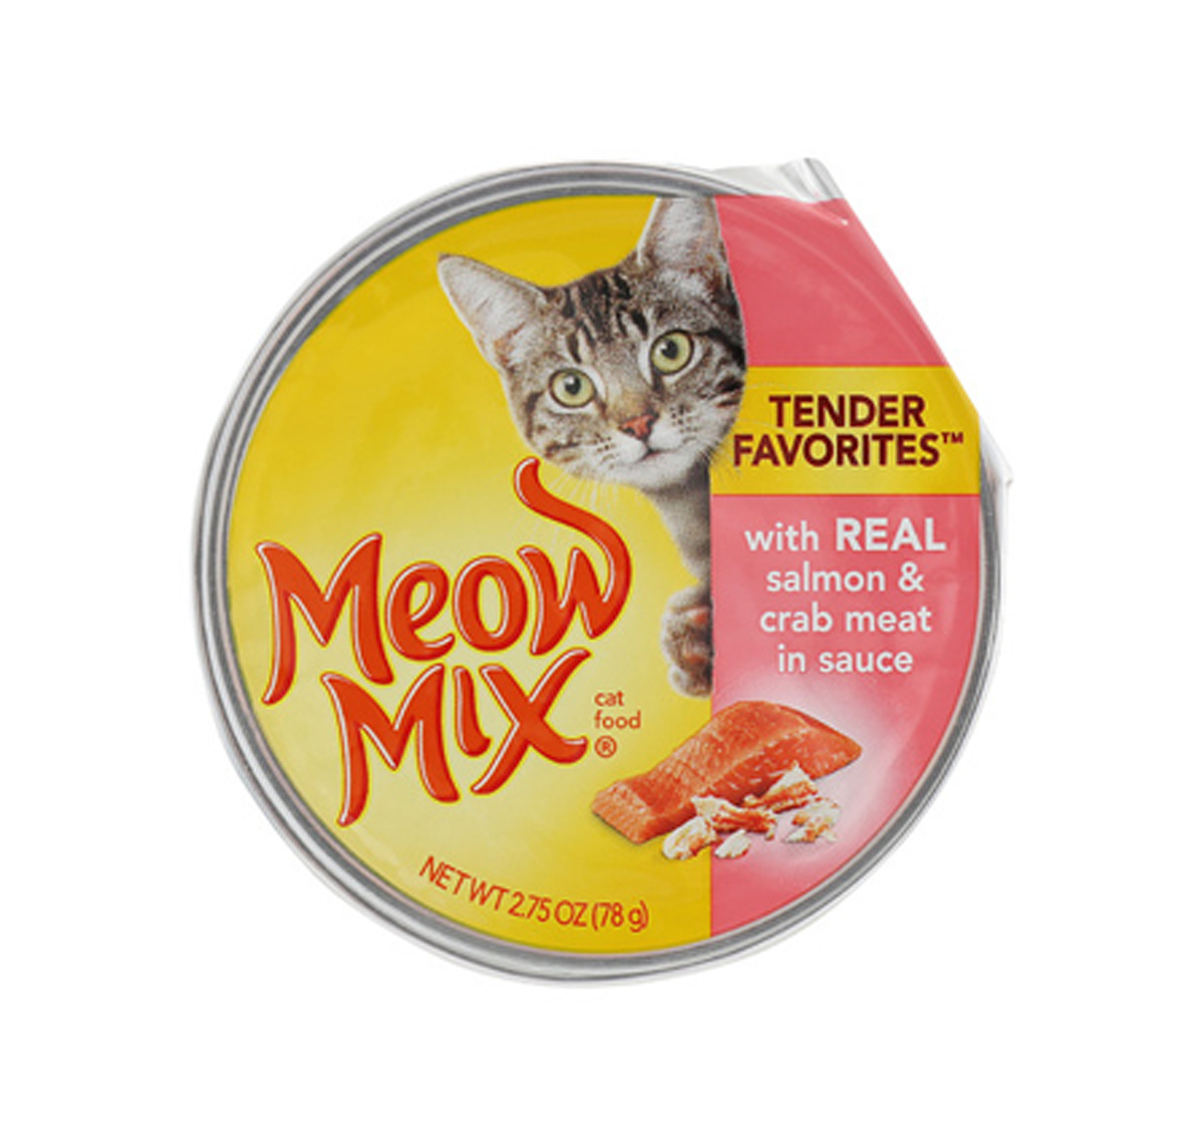 Meow
Mix
cat
food
®
NET WT 2.75 OZ (78 g)
TENDER
FAVORITES™
with REAL
salmon &
crab meat
in sauce